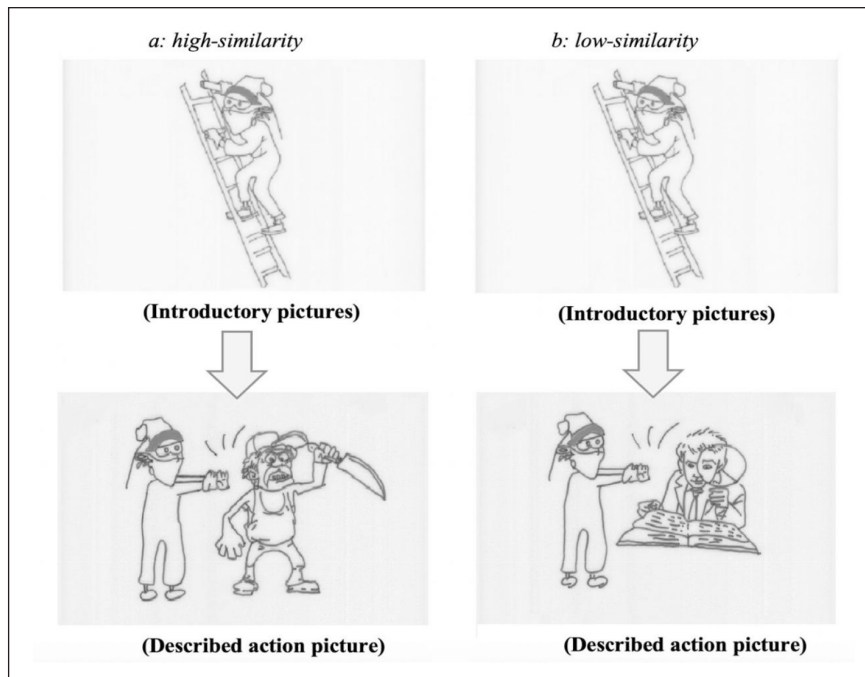 a: high-similarity
b: low-similarity
(Introductory pictures)
(Introductory pictures)
(Described action picture)
(Described action picture)